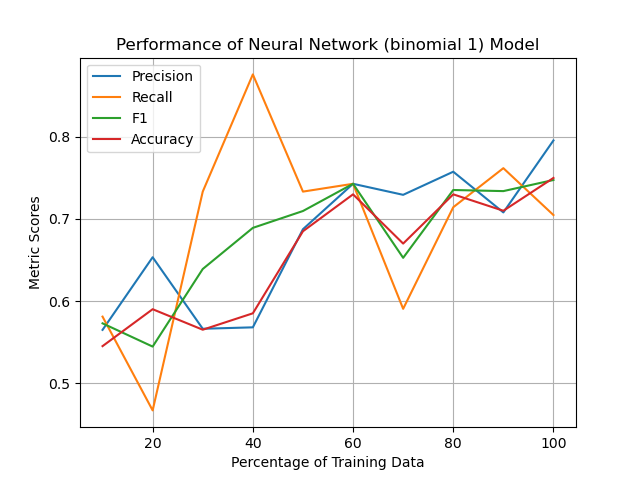 Performance of Neural Network (binomial 1) Model
Precision
Recall
F1
Accuracy
Metric Scores
0.8
0.7
0.6
0.5
20
40
60
80
100
Percentage of Training Data